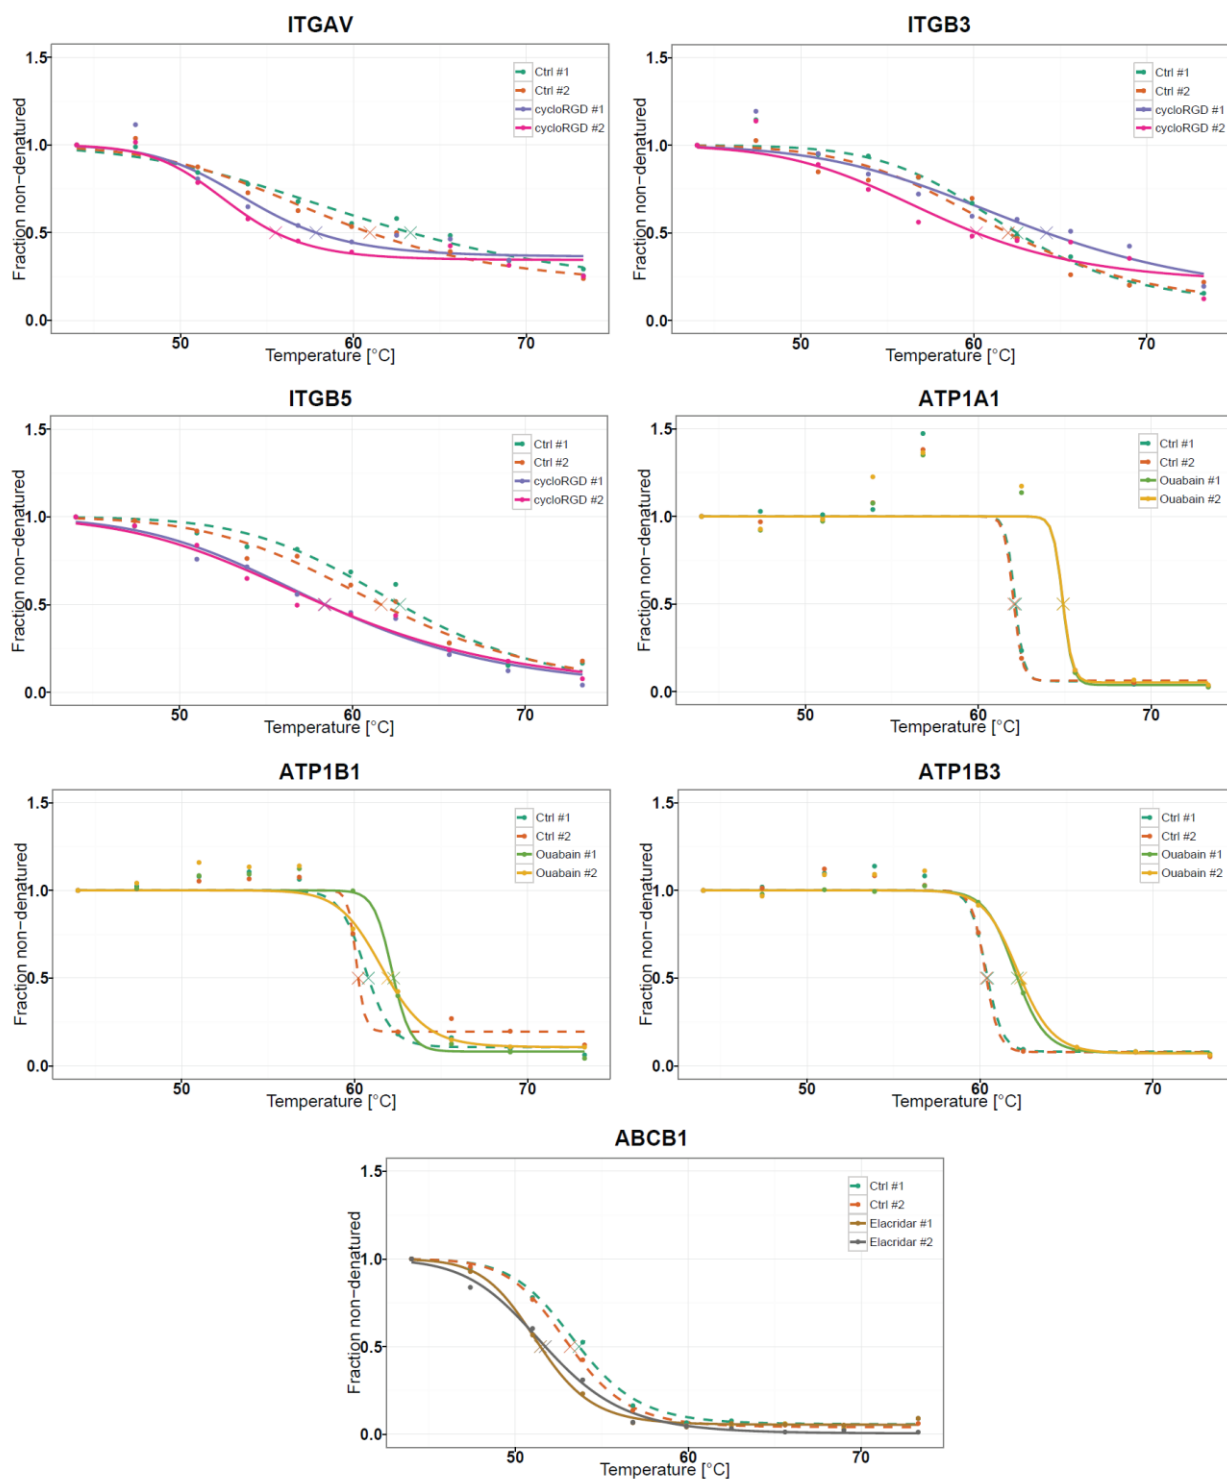 ITGAV
Fraction non−denatured
1.5
1.0
0.5
0.0
Ctrl #1
Ctrl #2
cycloRGD #1
cycloRGD #2
50
60
70
Temperature [°C]
ITGB3
Fraction non−denatured
1.5
1.0
0.5
0.0
Ctrl #1
Ctrl #2
cycloRGD #1
cycloRGD #2
50
60
70
Temperature [°C]
ITGB5
Fraction non−denatured
1.5
1.0
0.5
0.0
Ctrl #1
Ctrl #2
cycloRGD #1
cycloRGD #2
50
60
70
Temperature [°C]
ATP1A1
Fraction non−denatured
1.5
1.0
0.5
0.0
Ctrl #1
Ctrl #2
Ouabain #1
Ouabain #2
50
60
70
Temperature [°C]
ATP1B1
Fraction non−denatured
1.5
1.0
0.5
0.0
Ctrl #1
Ctrl #2
Ouabain #1
Ouabain #2
50
60
70
Temperature [°C]
ATP1B3
Fraction non−denatured
1.5
1.0
0.5
0.0
Ctrl #1
Ctrl #2
Ouabain #1
Ouabain #2
50
60
70
Temperature [°C]
ABCB1
Fraction non−denatured
1.5
1.0
0.5
0.0
Ctrl #1
Ctrl #2
Elacridar #1
Elacridar #2
50
60
70
Temperature [°C]